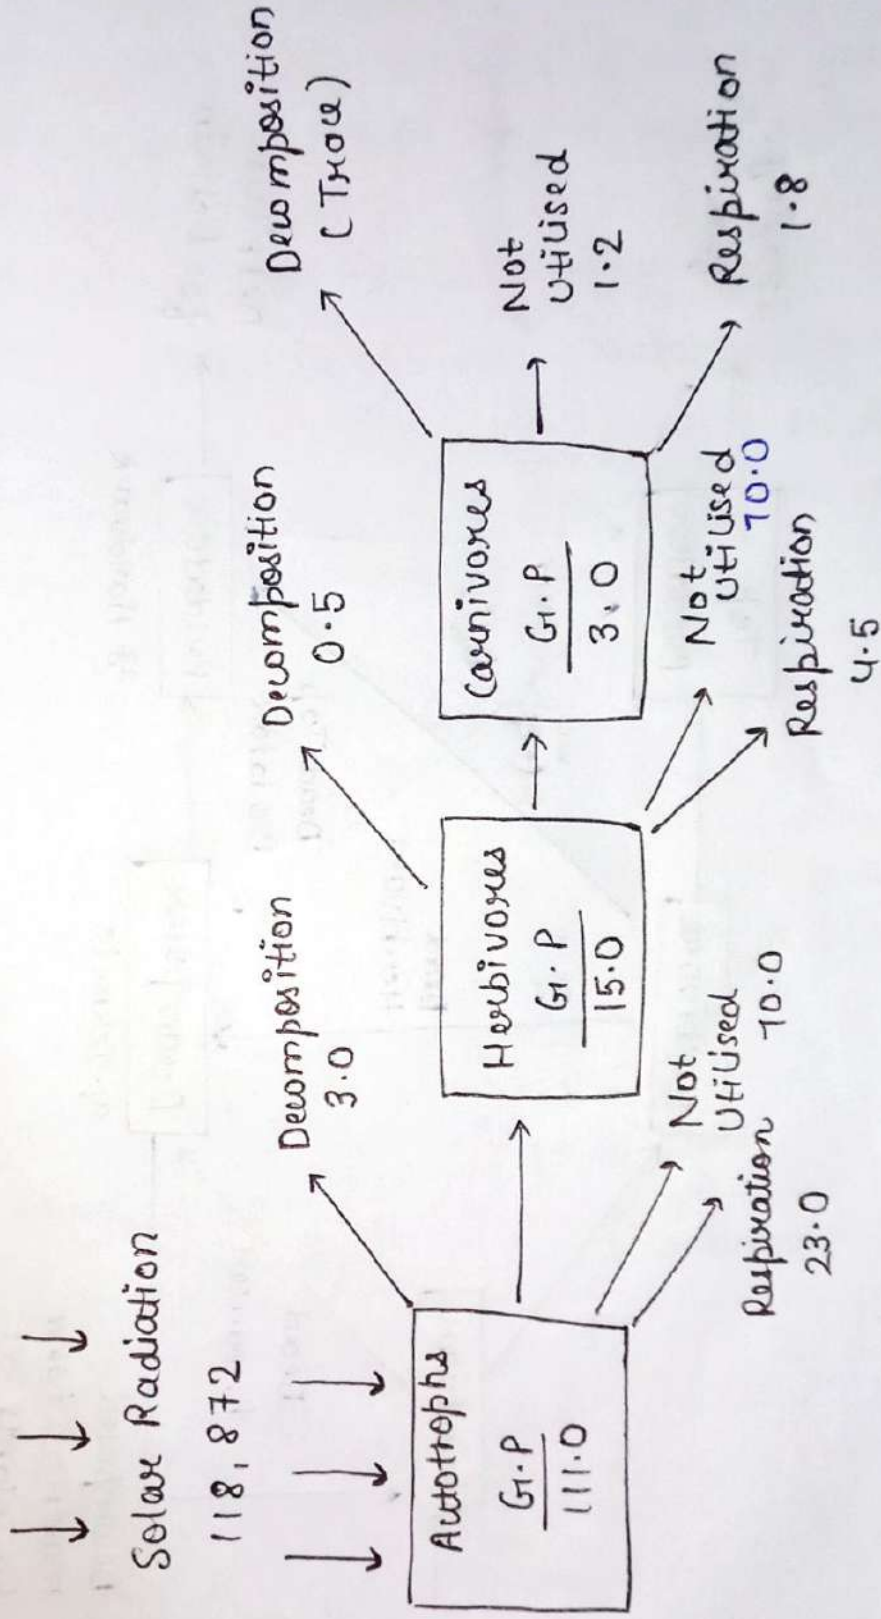 Solar Radiation
118,872
Autotrophs
G.P
111.0
Decomposition
3.0
Not
Utilised
70.0
Respiration
23.0
Herbivores
G.P
15.0
Decomposition
0.5
Not
Utilised
70.0
Respiration
4.5
Carnivores
G.P
3.0
Decomposition
(Trace)
Not
Utilised
1.2
Respiration
1.8